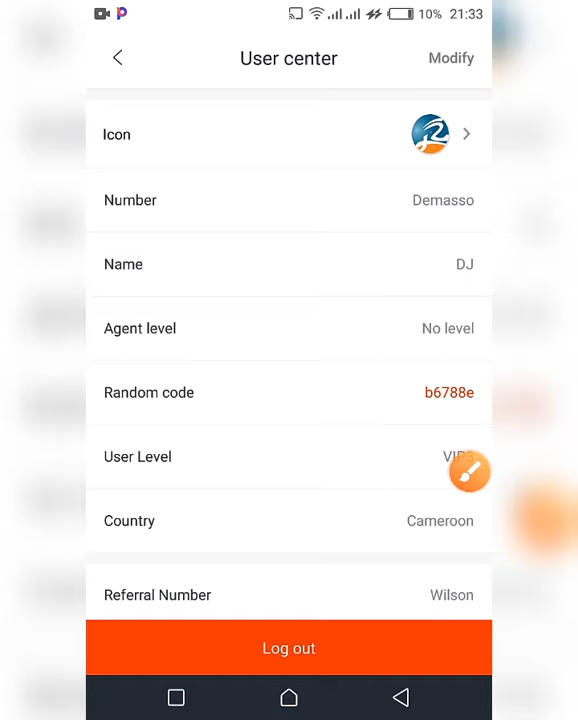 10% 21:33
User center Modify
Icon
Number Demasso
Name DJ
Agent level No level
Random code b6788e
User Level VIP3
Country Cameroon
Referral Number Wilson
Log out